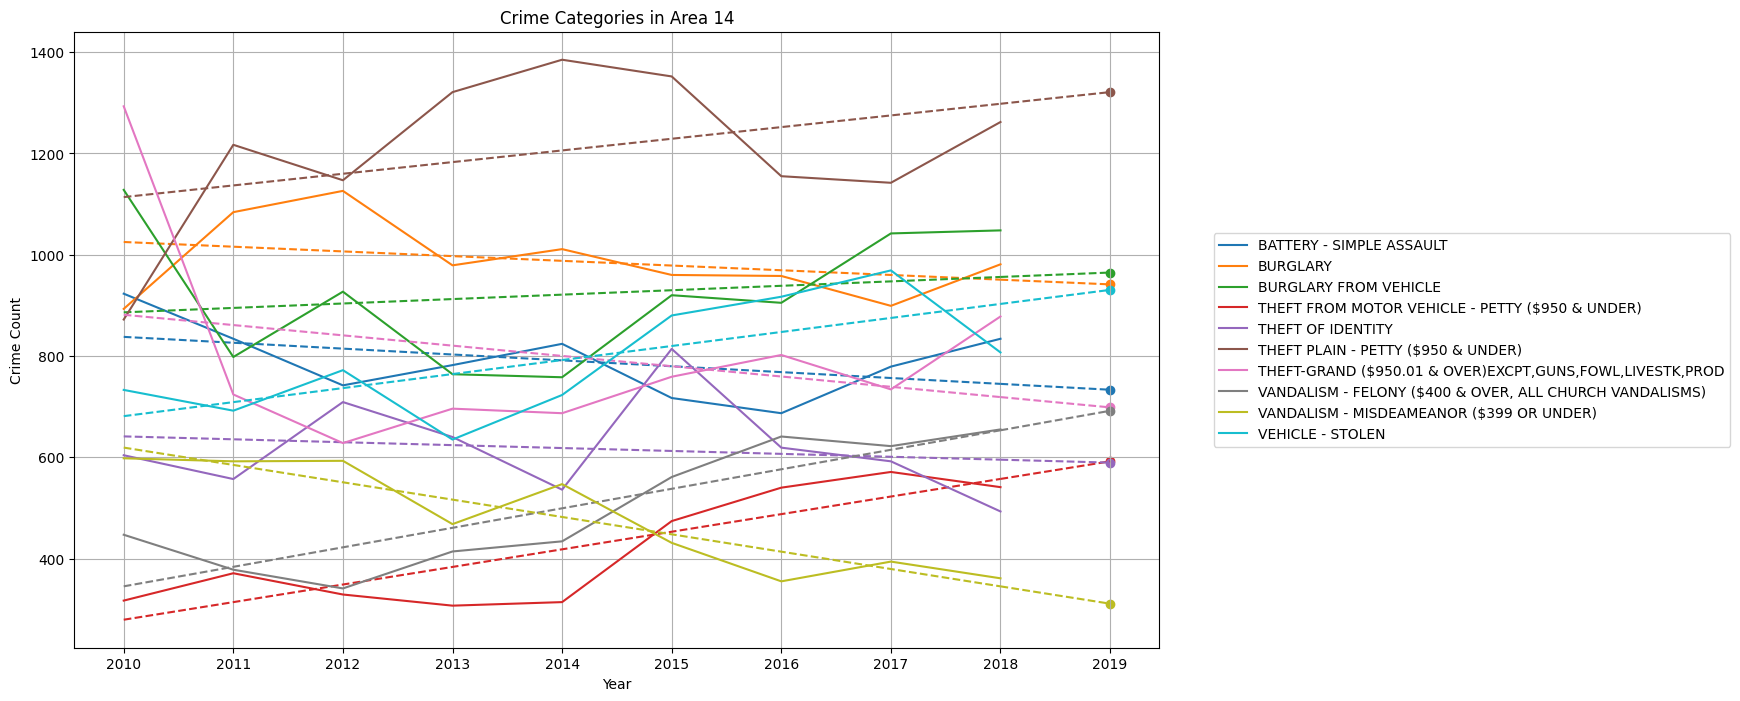 Crime Categories in Area 14
1400
1200
1000
800
600
400
Crime Count
2010 2011 2012 2013 2014 2015 2016 2017 2018 2019
Year
BATTERY - SIMPLE ASSAULT
BURGLARY
BURGLARY FROM VEHICLE
THEFT FROM MOTOR VEHICLE - PETTY ($950 & UNDER)
THEFT OF IDENTITY
THEFT PLAIN - PETTY ($950 & UNDER)
THEFT-GRAND ($950.01 & OVER)EXCPT,GUNS,FOWL,LIVESTK,PROD
VANDALISM - FELONY ($400 & OVER, ALL CHURCH VANDALISMS)
VANDALISM - MISDEAMEANOR ($399 OR UNDER)
VEHICLE - STOLEN